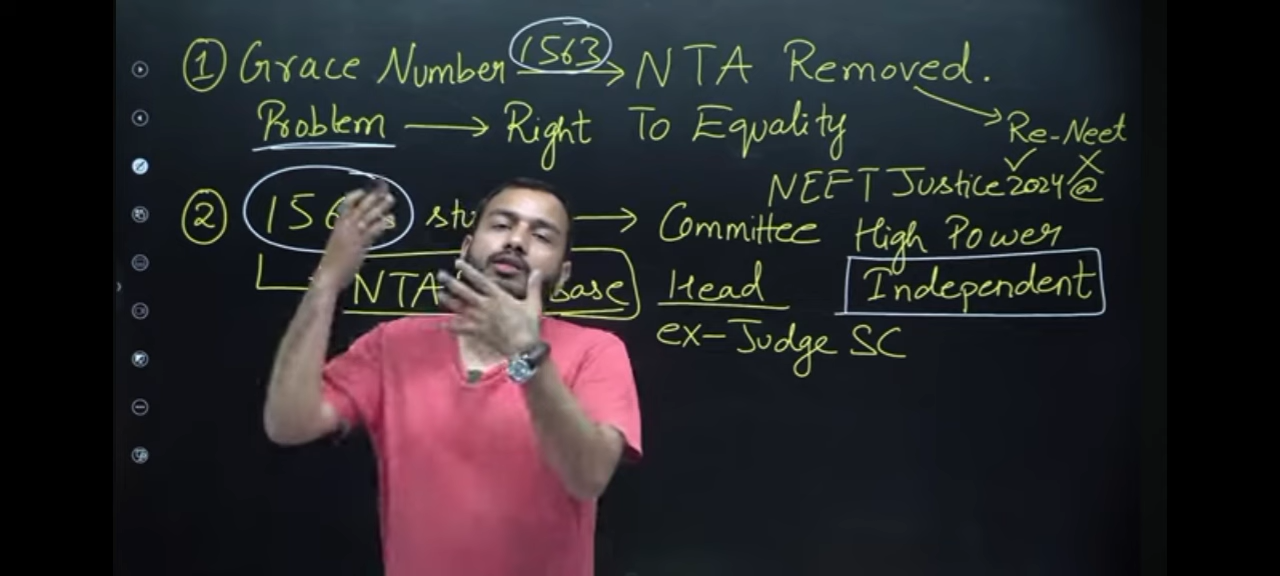 ① Grace Number 1563 → NTA Removed.
Problem → Right To Equality
→ Re-Neet
NEET Justice 2024 @
② → Committee High Power
NTA base Head Independent
ex-Judge SC